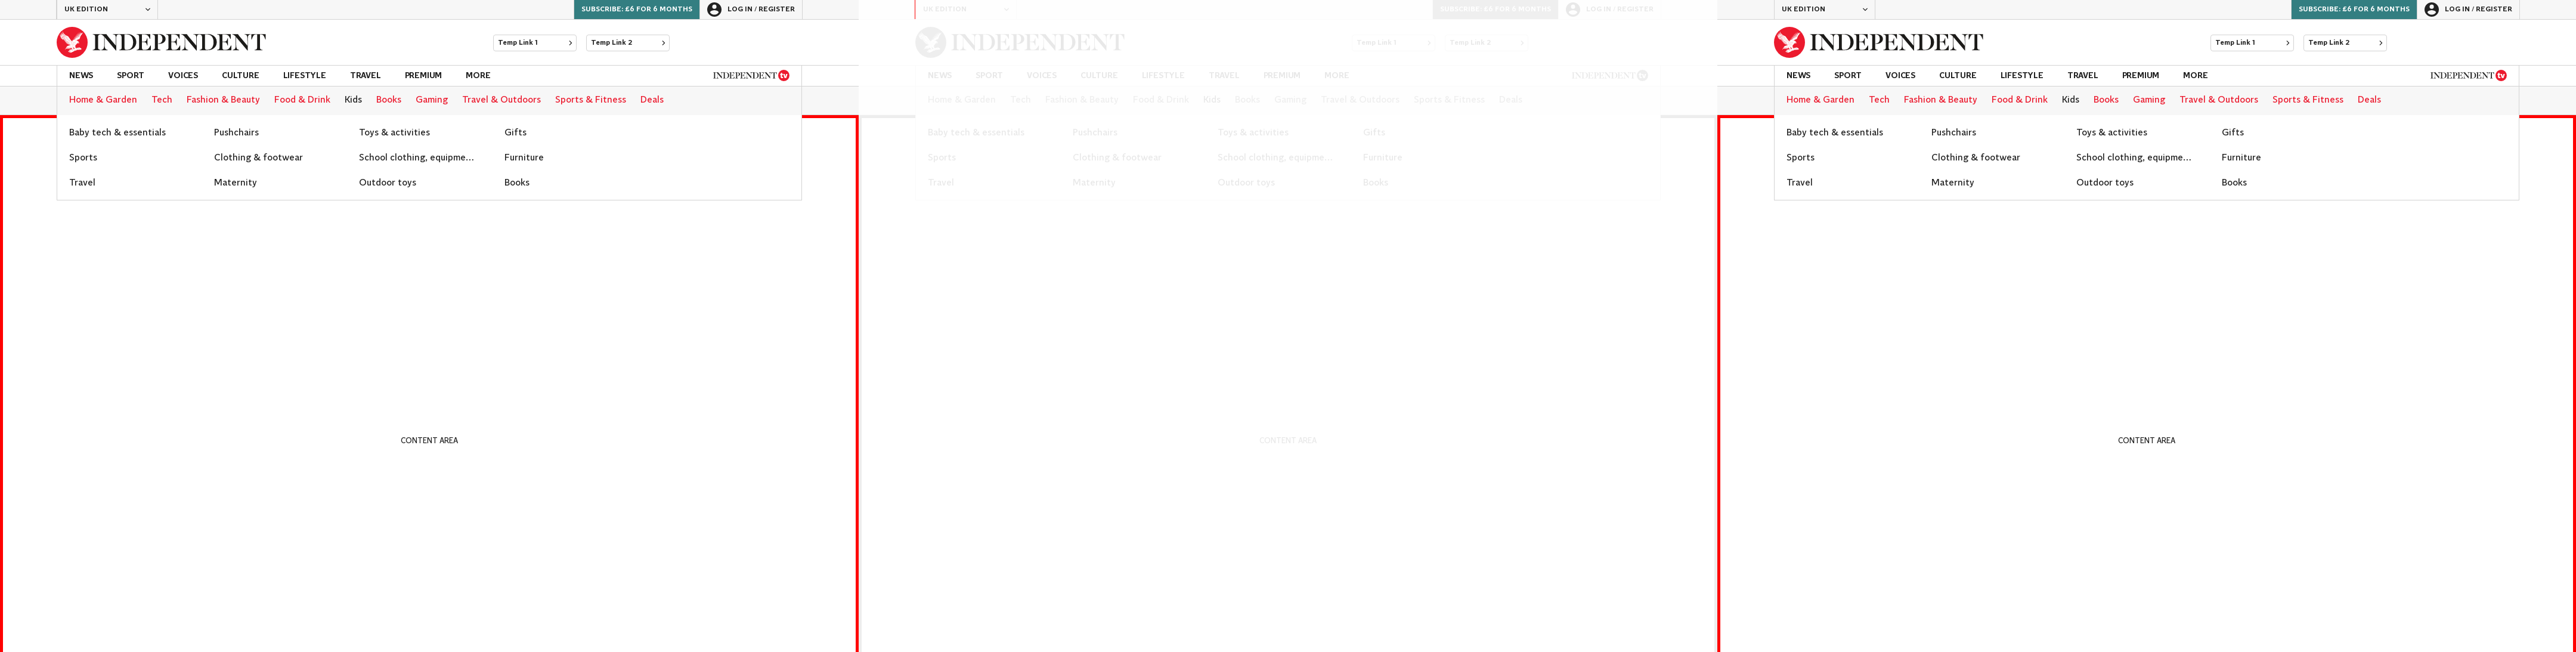 UK EDITION
SUBSCRIBE: £6 FOR 6 MONTHS
LOG IN / REGISTER
INDEPENDENT
Temp Link 1
Temp Link 2
NEWS SPORT VOICES CULTURE LIFESTYLE TRAVEL PREMIUM MORE
INDEPENDENT tv
Home & Garden Tech Fashion & Beauty Food & Drink Kids Books Gaming Travel & Outdoors Sports & Fitness Deals
Baby tech & essentials Pushchairs Toys & activities Gifts
Sports Clothing & footwear School clothing, equipme... Furniture
Travel Maternity Outdoor toys Books
CONTENT AREA
UK EDITION
SUBSCRIBE: £6 FOR 6 MONTHS
LOG IN / REGISTER
INDEPENDENT
Temp Link 1
Temp Link 2
NEWS SPORT VOICES CULTURE LIFESTYLE TRAVEL PREMIUM MORE
INDEPENDENT tv
Home & Garden Tech Fashion & Beauty Food & Drink Kids Books Gaming Travel & Outdoors Sports & Fitness Deals
Baby tech & essentials Pushchairs Toys & activities Gifts
Sports Clothing & footwear School clothing, equipme... Furniture
Travel Maternity Outdoor toys Books
CONTENT AREA
UK EDITION
SUBSCRIBE: £6 FOR 6 MONTHS
LOG IN / REGISTER
INDEPENDENT
Temp Link 1
Temp Link 2
NEWS SPORT VOICES CULTURE LIFESTYLE TRAVEL PREMIUM MORE
INDEPENDENT tv
Home & Garden Tech Fashion & Beauty Food & Drink Kids Books Gaming Travel & Outdoors Sports & Fitness Deals
Baby tech & essentials Pushchairs Toys & activities Gifts
Sports Clothing & footwear School clothing, equipme... Furniture
Travel Maternity Outdoor toys Books
CONTENT AREA